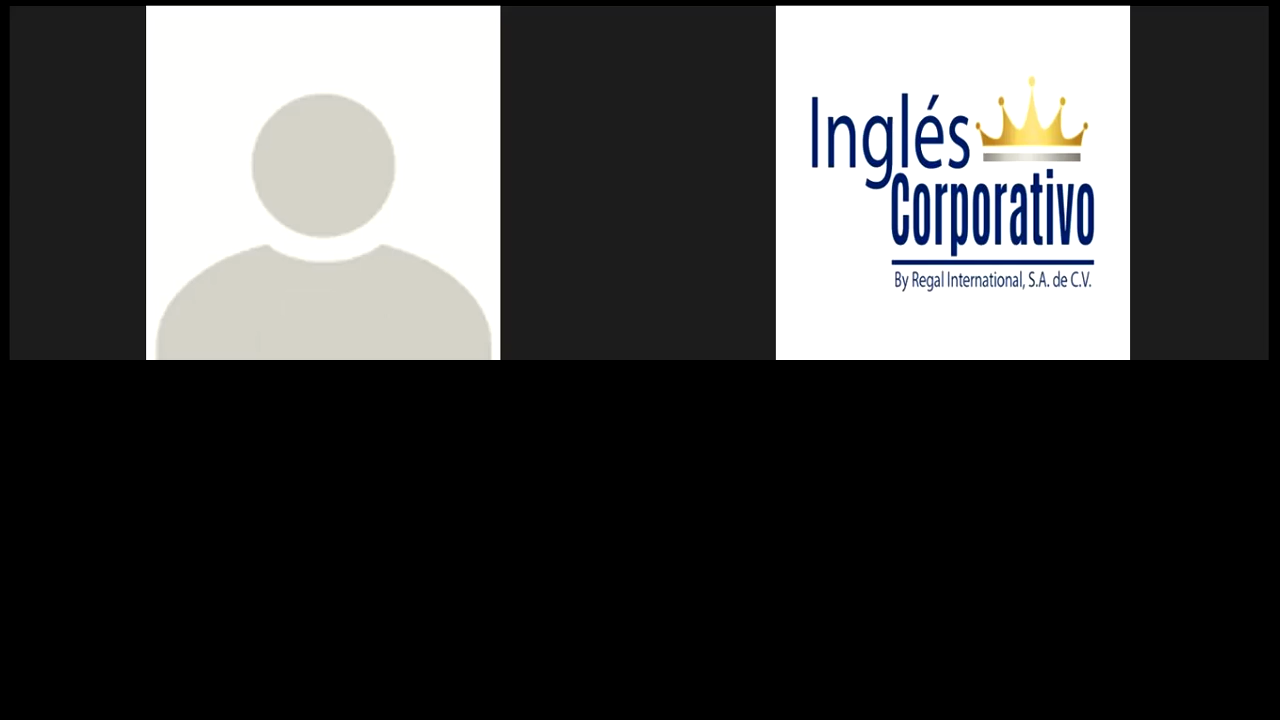 Inglés
Corporativo
By Regal International, S.A. de C.V.